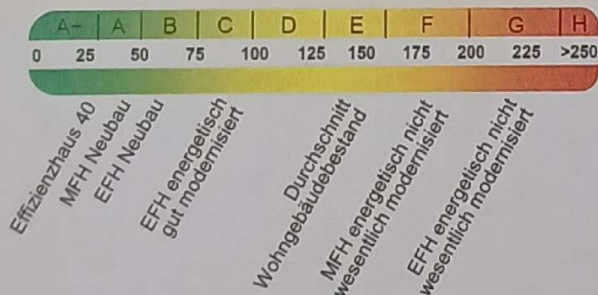 A+ A B C D E F G H
0 25 50 75 100 125 150 175 200 225 >250
Effizienzhaus 40
MFH Neubau
EFH Neubau
EFH energetisch
gut modernisiert
Durchschnitt
Wohngebäudebestand
MFH energetisch nicht
wesentlich modernisiert
EFH energetisch nicht
wesentlich modernisiert